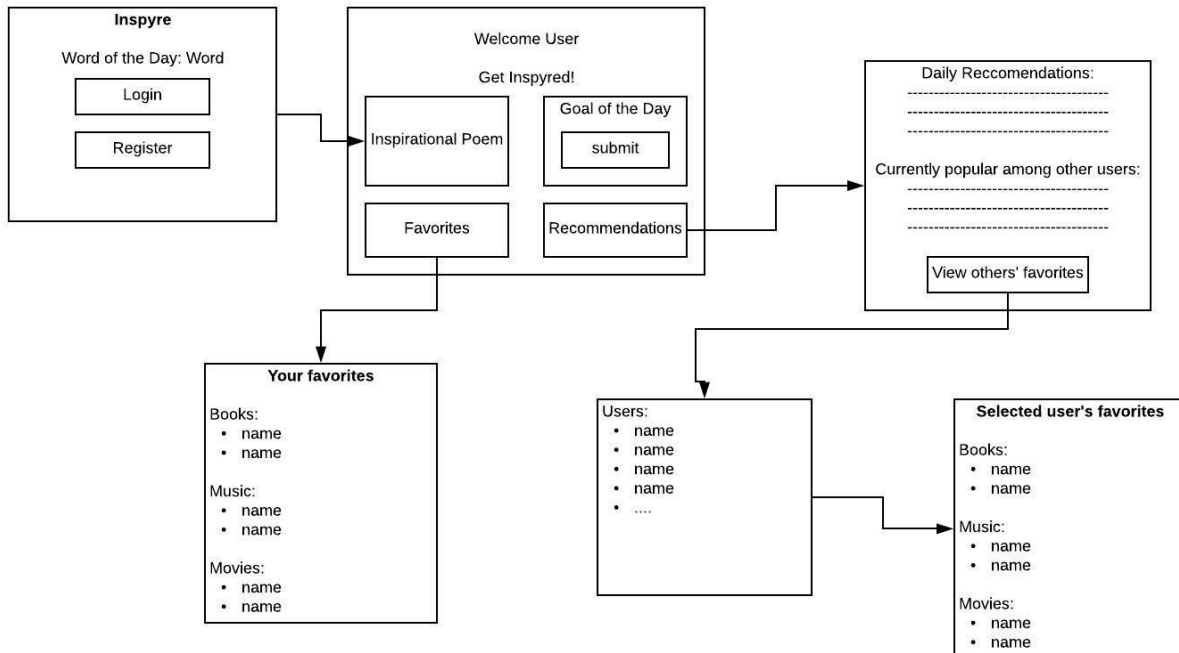 Inspyre
Word of the Day: Word
Login
Register
Welcome User
Get Inspyred!
Inspirational Poem
Goal of the Day
submit
Favorites
Recommendations
Daily Reccomendations:
------------------------------------
------------------------------------
------------------------------------
Currently popular among other users:
------------------------------------
------------------------------------
------------------------------------
View others' favorites
Your favorites
Books:
• name
• name
Music:
• name
• name
Movies:
• name
• name
Users:
• name
• name
• name
• name
• ....
Selected user's favorites
Books:
• name
• name
Music:
• name
• name
Movies:
• name
• name